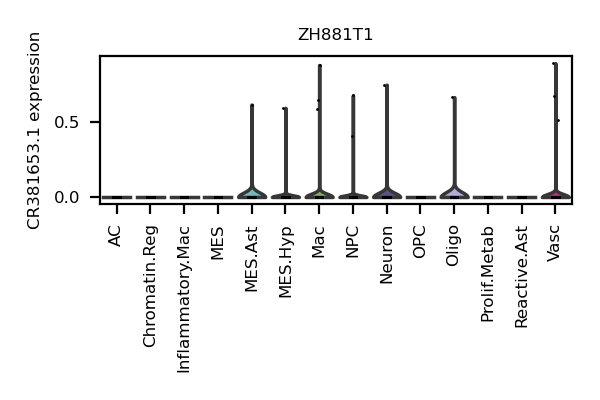 ZH881T1
CR381653.1 expression
0.5
0.0
AC
Chromatin.Reg
Inflammatory.Mac
MES
MES.Ast
MES.Hyp
Mac
NPC
Neuron
OPC
Oligo
Prolif.Metab
Reactive.Ast
Vasc